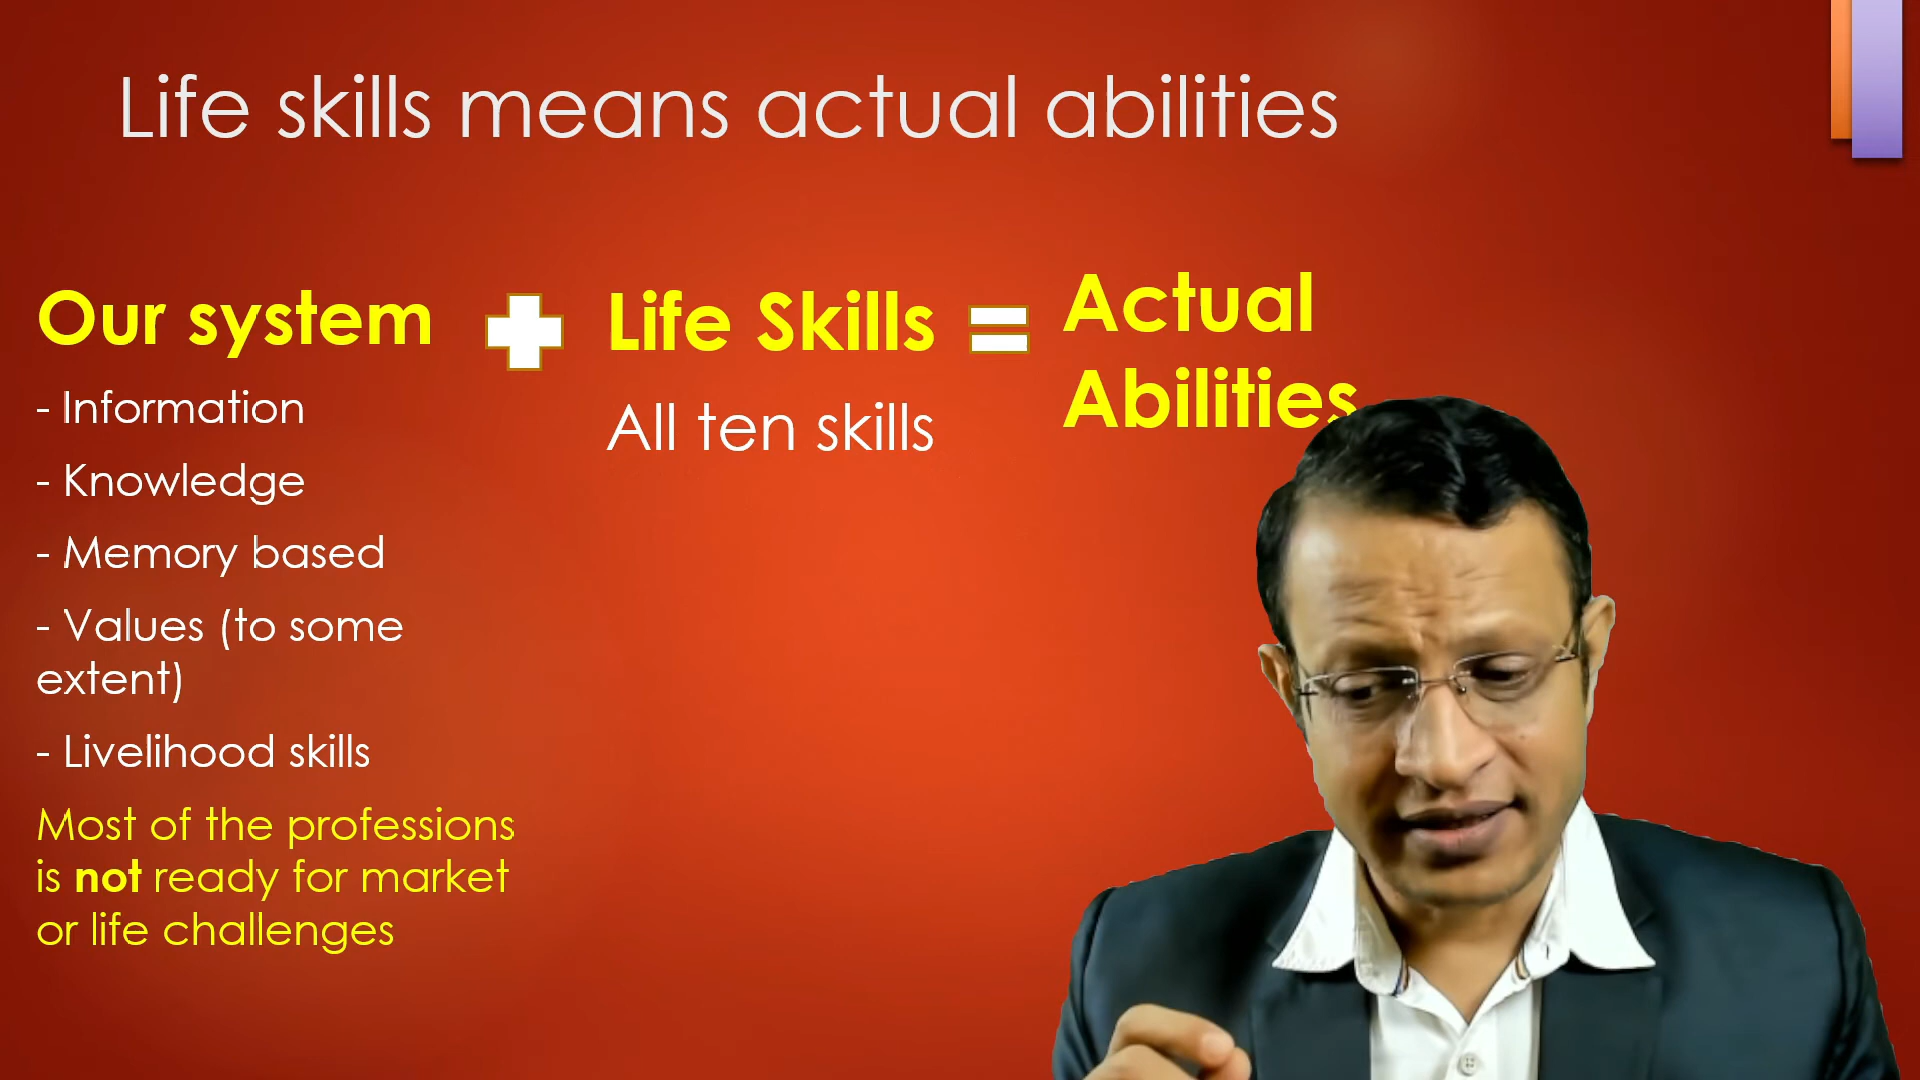 Life skills means actual abilities
Our system
- Information
- Knowledge
- Memory based
- Values (to some
extent)
- Livelihood skills
Most of the professions
is not ready for market
or life challenges
Life Skills
All ten skills
Actual
Abilities